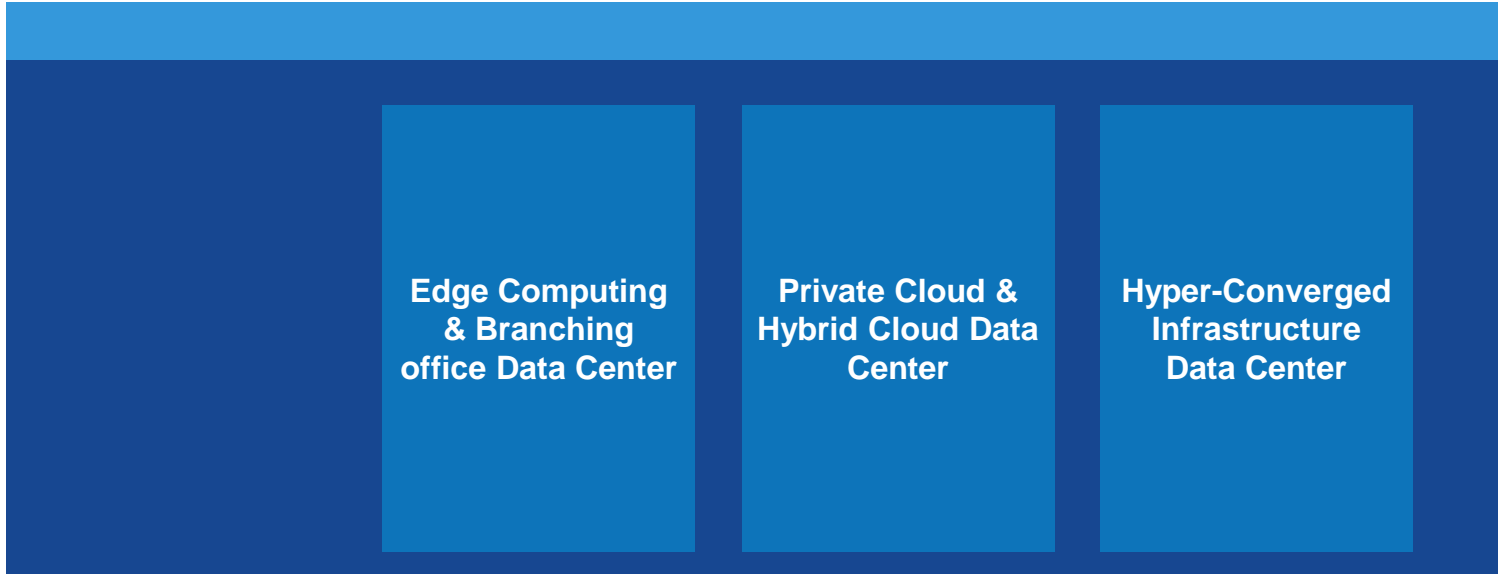 Edge Computing
& Branching
office Data Center
Private Cloud &
Hybrid Cloud Data
Center
Hyper-Converged
Infrastructure
Data Center